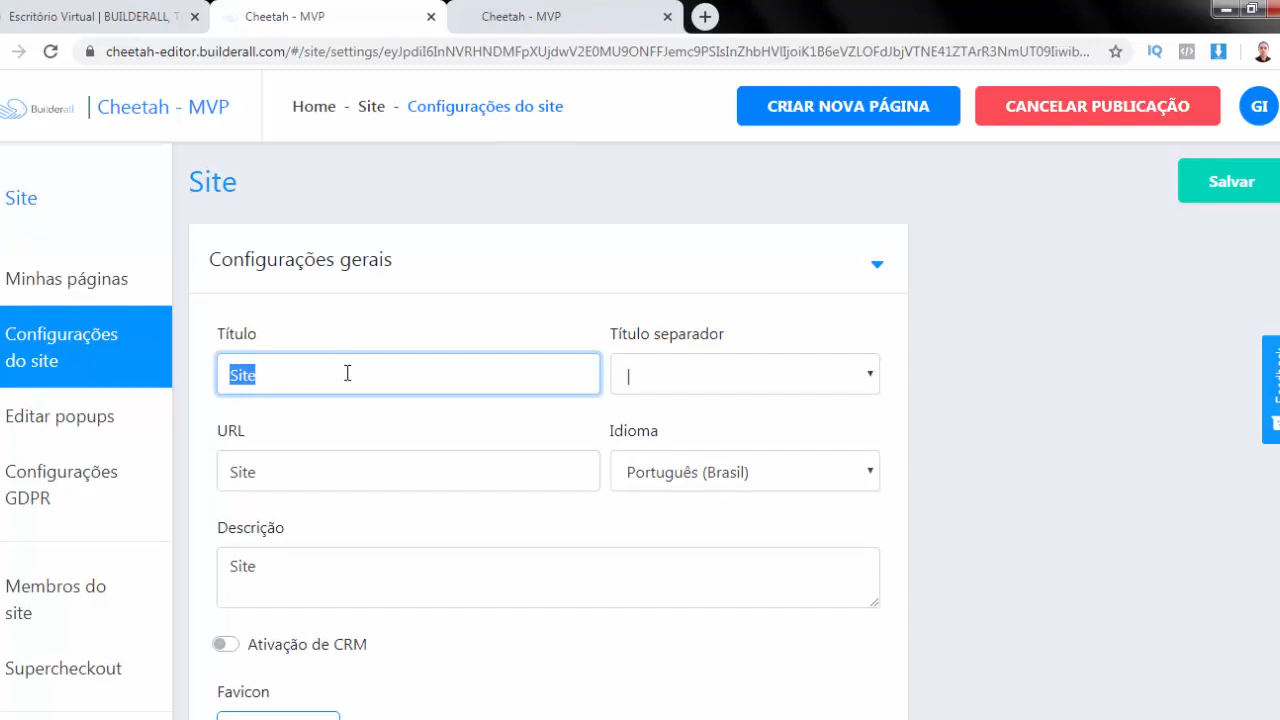 Escritório Virtual | BUILDERALL, T
Cheetah - MVP
Cheetah - MVP
cheetah-editor.builderall.com/#/site/settings/eyJpdiI6InNVRHNDMFpXUjdwV2E0MU9ONFFJemc9PSIsInZhbHVlIjoiK1B6eVZLOFdJbjVTNE41ZTArR3NmUT09Iiwib...
IQ
Builderall | Cheetah - MVP
Home - Site - Configurações do site
CRIAR NOVA PÁGINA
CANCELAR PUBLICAÇÃO
GI
Site
Minhas páginas
Configurações
do site
Editar popups
Configurações
GDPR
Membros do
site
Supercheckout
Site
Salvar
Configurações gerais
Título
Título separador
Site
|
URL
Idioma
Site
Português (Brasil)
Descrição
Site
Ativação de CRM
Favicon